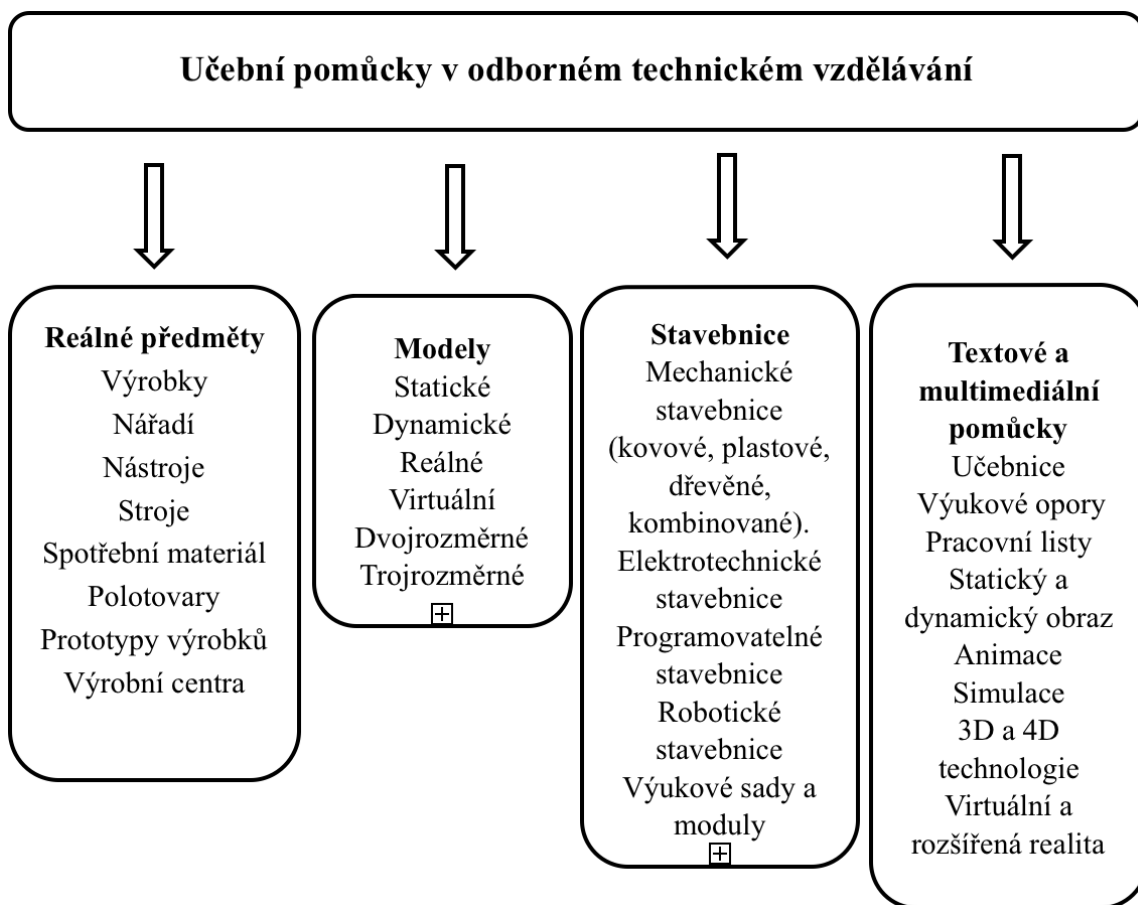 Učební pomůcky v odborném technickém vzdělávání
Reálné předměty
Výrobky
Nářadí
Nástroje
Stroje
Spotřební materiál
Polotovary
Prototypy výrobků
Výrobní centra
Modely
Statické
Dynamické
Reálné
Virtuální
Dvojrozměrné
Trojrozměrné
Stavebnice
Mechanické
stavebnice
(kovové, plastové,
dřevěné,
kombinované).
Elektrotechnické
stavebnice
Programovatelné
stavebnice
Robotické
stavebnice
Výukové sady a
moduly
Textové a
multimediální
pomůcky
Učebnice
Výukové opory
Pracovní listy
Statický a
dynamický obraz
Animace
Simulace
3D a 4D
technologie
Virtuální a
rozšířená realita